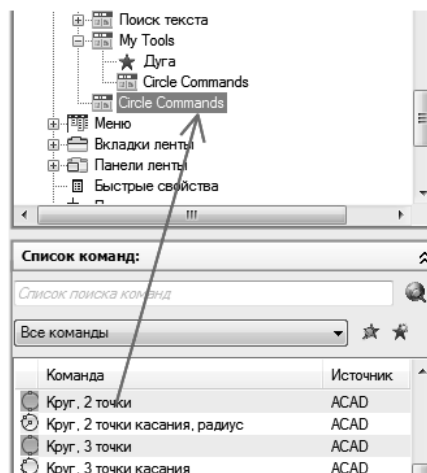 Поиск текста
My Tools
Дуга
Circle Commands
Circle Commands
Меню
Вкладки ленты
Панели ленты
Быстрые свойства
Список команд:
Список поиска команд
Все команды
Команда Источник
Круг, 2 точки ACAD
Круг, 2 точки касания, радиус ACAD
Круг, 3 точки ACAD
Круг, 3 точки касания ACAD